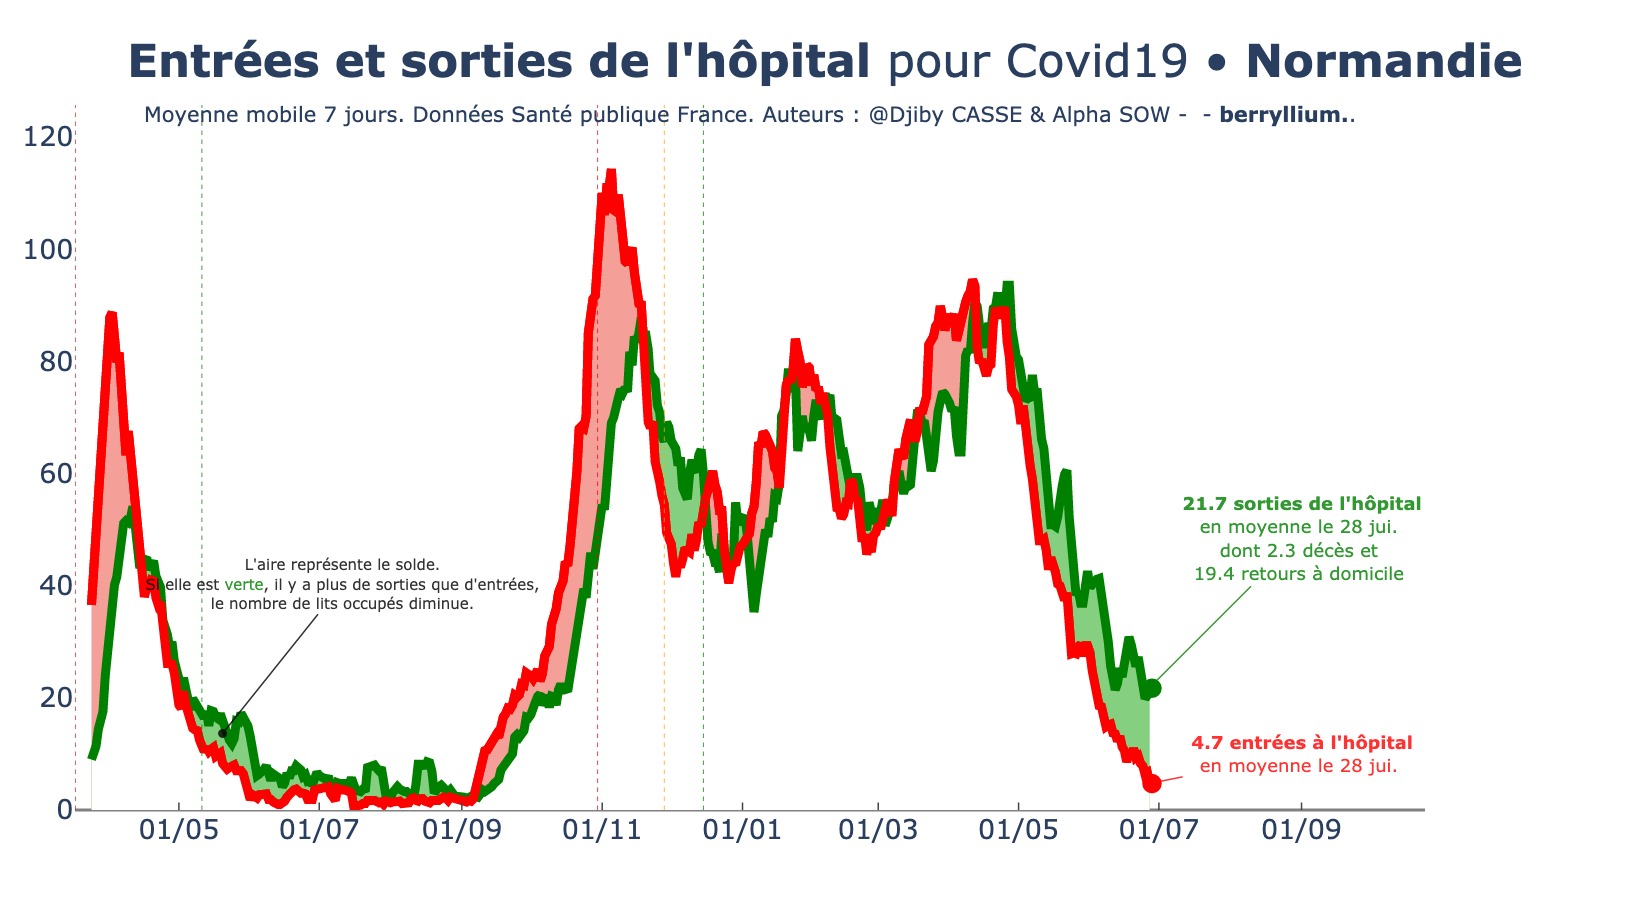 Entrées et sorties de l'hôpital pour Covid19 • Normandie
Moyenne mobile 7 jours. Données Santé publique France. Auteurs : @Djiby CASSE & Alpha SOW -  - berryllium..
120
100
80
60
40
20
0
L'aire représente le solde.
Si elle est verte, il y a plus de sorties que d'entrées,
le nombre de lits occupés diminue.
21.7 sorties de l'hôpital
en moyenne le 28 jui.
dont 2.3 décès et
19.4 retours à domicile
4.7 entrées à l'hôpital
en moyenne le 28 jui.
01/05 01/07 01/09 01/11 01/01 01/03 01/05 01/07 01/09